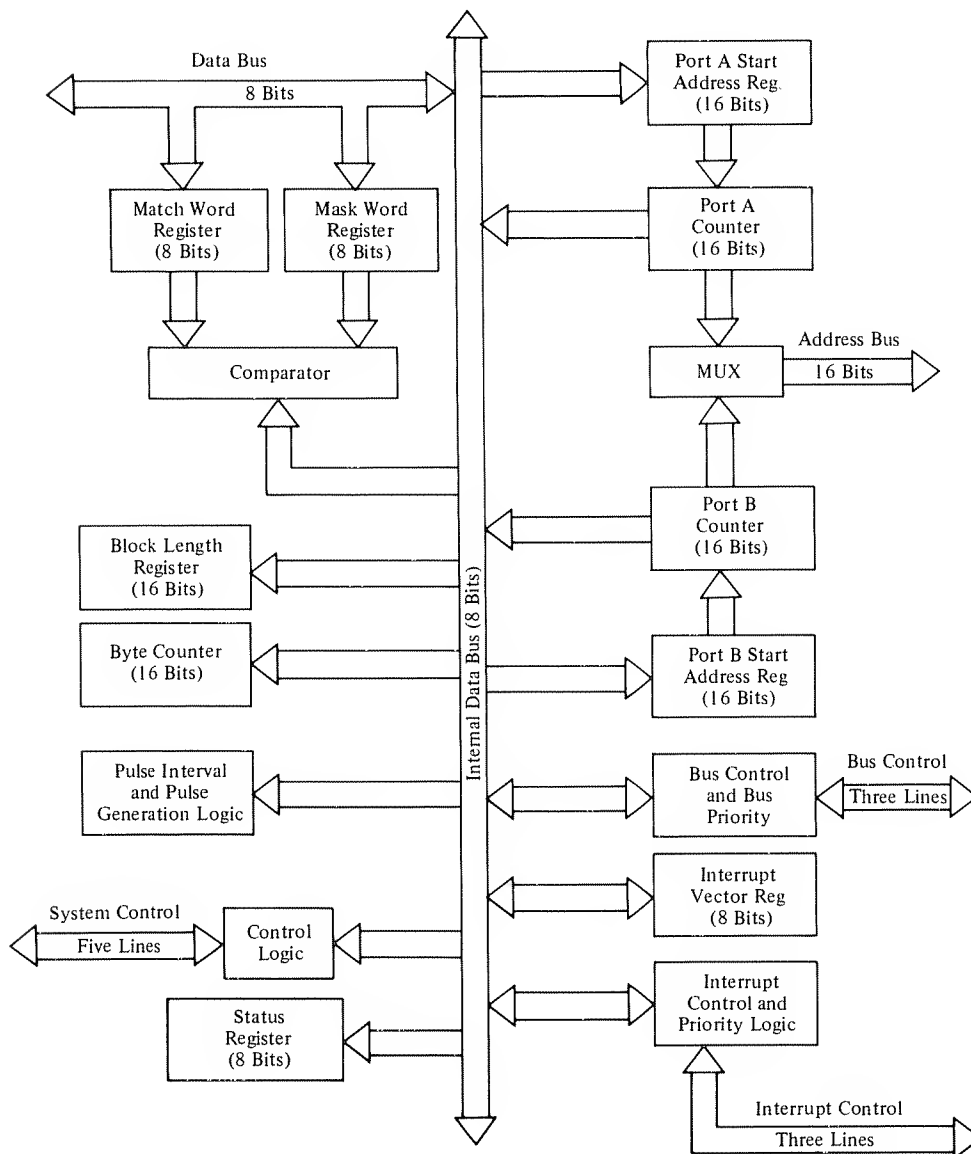 Data Bus
8 Bits
Port A Start
Address Reg.
(16 Bits)
Match Word
Register
(8 Bits)
Mask Word
Register
(8 Bits)
Port A
Counter
(16 Bits)
Comparator
MUX
Address Bus
16 Bits
Port B
Counter
(16 Bits)
Block Length
Register
(16 Bits)
Byte Counter
(16 Bits)
Internal Data Bus (8 Bits)
Port B Start
Address Reg
(16 Bits)
Pulse Interval
and Pulse
Generation Logic
Bus Control
and Bus
Priority
Bus Control
Three Lines
Interrupt
Vector Reg
(8 Bits)
System Control
Five Lines
Control
Logic
Interrupt
Control and
Priority Logic
Status
Register
(8 Bits)
Interrupt Control
Three Lines